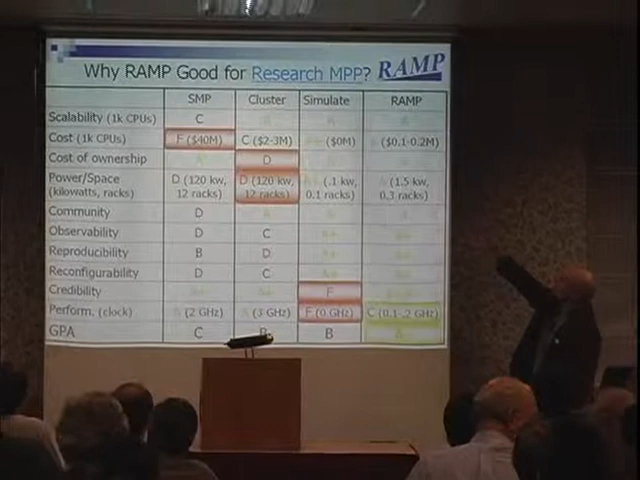 Why RAMP Good for Research MPP?
RAMP
SMP Cluster Simulate RAMP
Scalability (1k CPUs) C
Cost (1k CPUs) F ($40M) C ($2-3M) ($0M) ($0.1-0.2M)
Cost of ownership D
Power/Space (kilowatts, racks) D (120 kw, 12 racks) D (120 kw, 12 racks) (.1 kw, 0.1 racks) (1.5 kw, 0.3 racks)
Community D
Observability D C
Reproducibility B D
Reconfigurability D C
Credibility F
Perform. (clock) (2 GHz) (3 GHz) F (0 GHz) C (0.1-.2 GHz)
GPA C B B